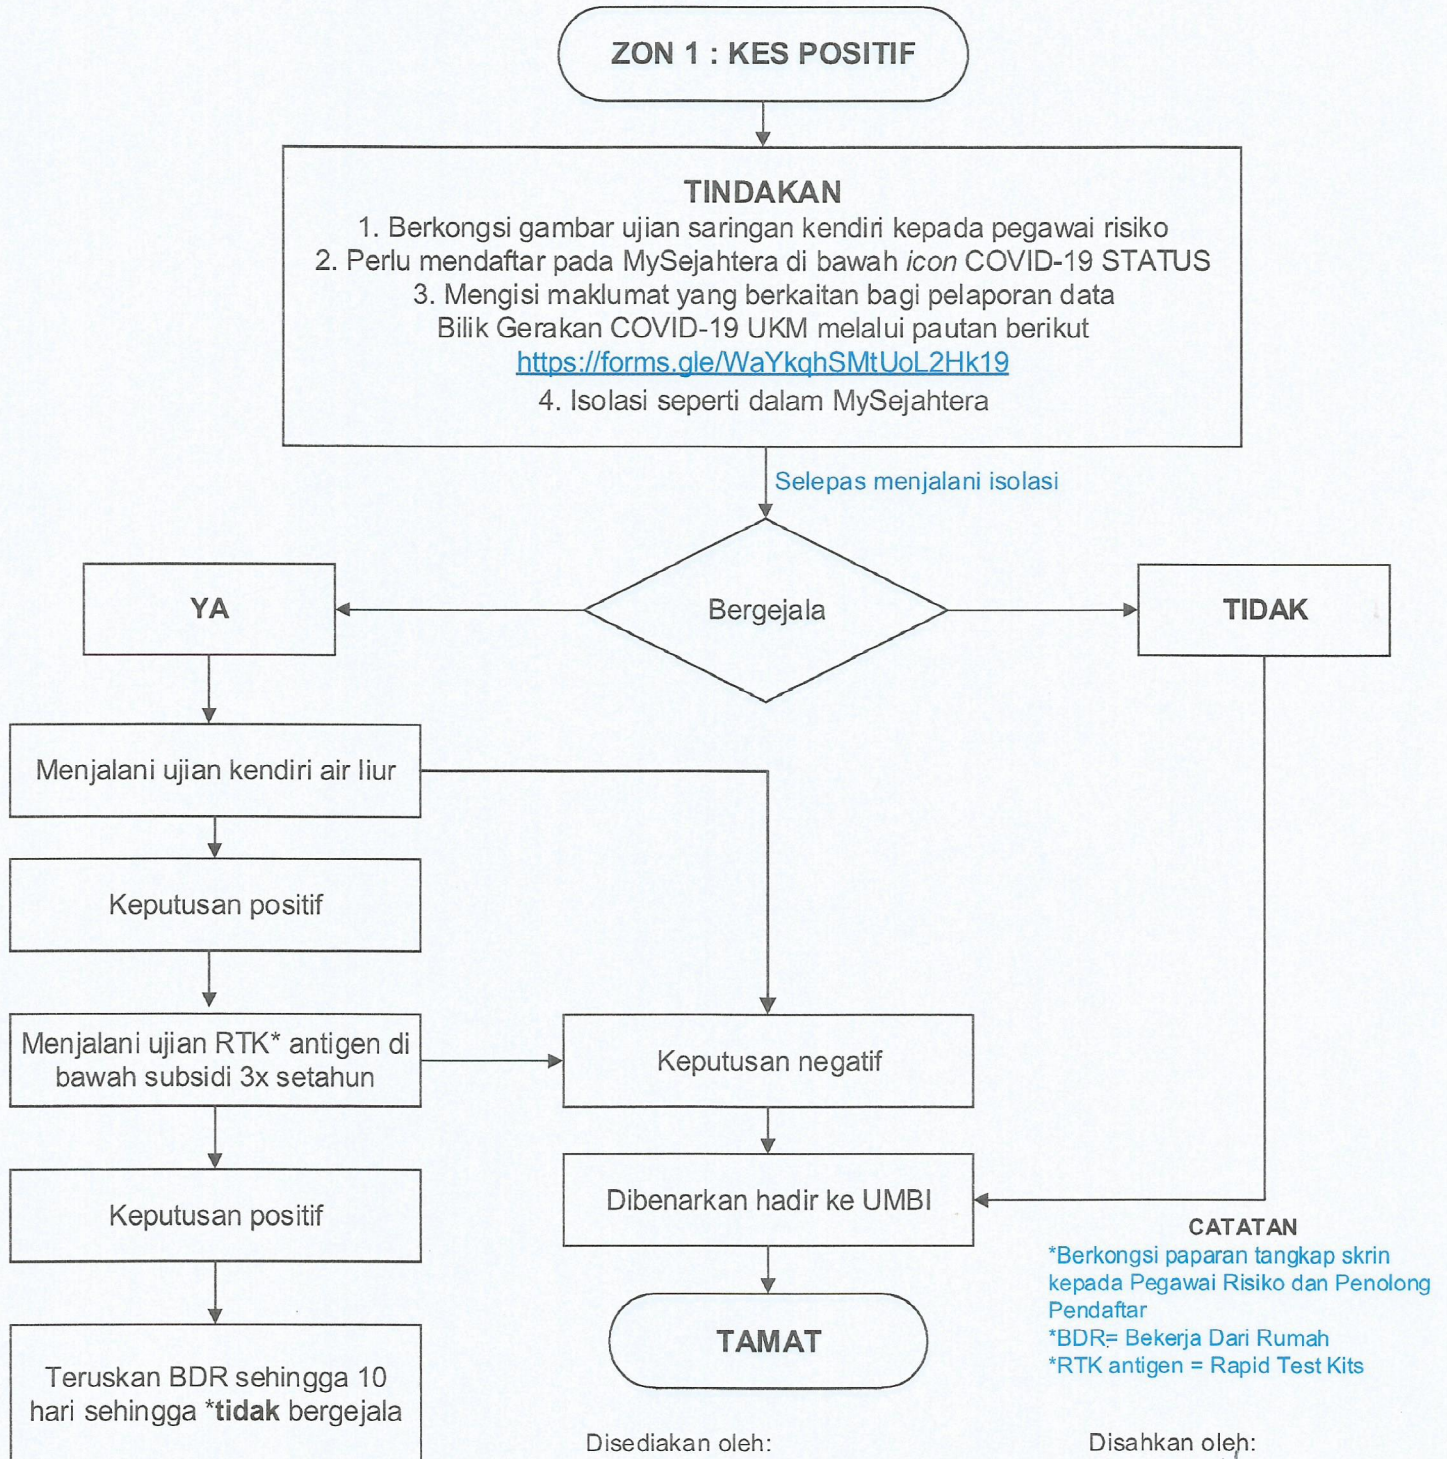 ZON 1 : KES POSITIF
TINDAKAN
1. Berkongsi gambar ujian saringan kendiri kepada pegawai risiko
2. Perlu mendaftar pada MySejahtera di bawah icon COVID-19 STATUS
3. Mengisi maklumat yang berkaitan bagi pelaporan data
Bilik Gerakan COVID-19 UKM melalui pautan berikut
https://forms.gle/WaYkqhSMtUoL2Hk19
4. Isolasi seperti dalam MySejahtera
Selepas menjalani isolasi
YA
Bergejala
TIDAK
Menjalani ujian kendiri air liur
Keputusan positif
Menjalani ujian RTK* antigen di
bawah subsidi 3x setahun
Keputusan negatif
Keputusan positif
Dibenarkan hadir ke UMBI
CATATAN
*Berkongsi paparan tangkap skrin
kepada Pegawai Risiko dan Penolong
Pendaftar
*BDR= Bekerja Dari Rumah
*RTK antigen = Rapid Test Kits
TAMAT
Teruskan BDR sehingga 10
hari sehingga *tidak bergejala
Disediakan oleh:
Disahkan oleh: